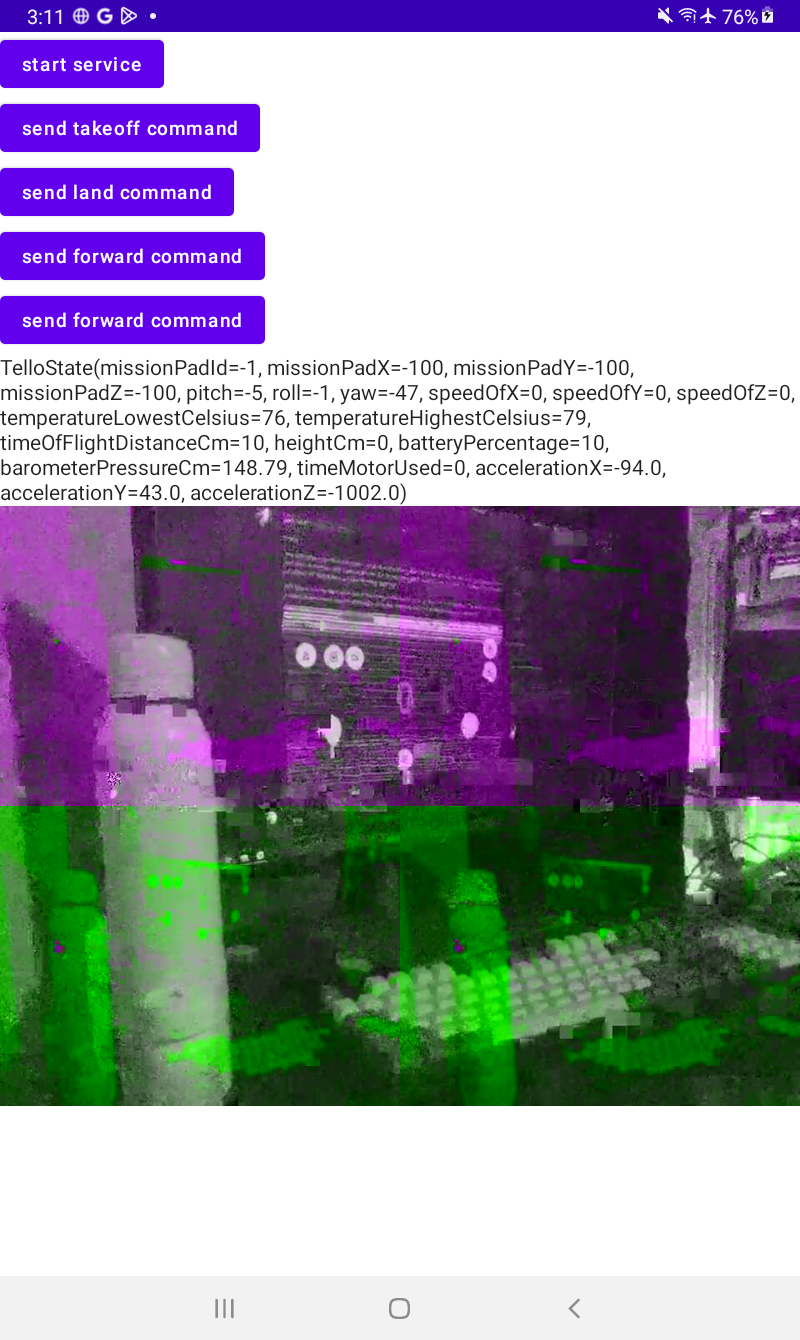 3:11
76%
start service
send takeoff command
send land command
send forward command
send forward command
TelloState(missionPadId=-1, missionPadX=-100, missionPadY=-100,
missionPadZ=-100, pitch=-5, roll=-1, yaw=-47, speedOfX=0, speedOfY=0, speedOfZ=0,
temperatureLowestCelsius=76, temperatureHighestCelsius=79,
timeOfFlightDistanceCm=10, heightCm=0, batteryPercentage=10,
barometerPressureCm=148.79, timeMotorUsed=0, accelerationX=-94.0,
accelerationY=43.0, accelerationZ=-1002.0)